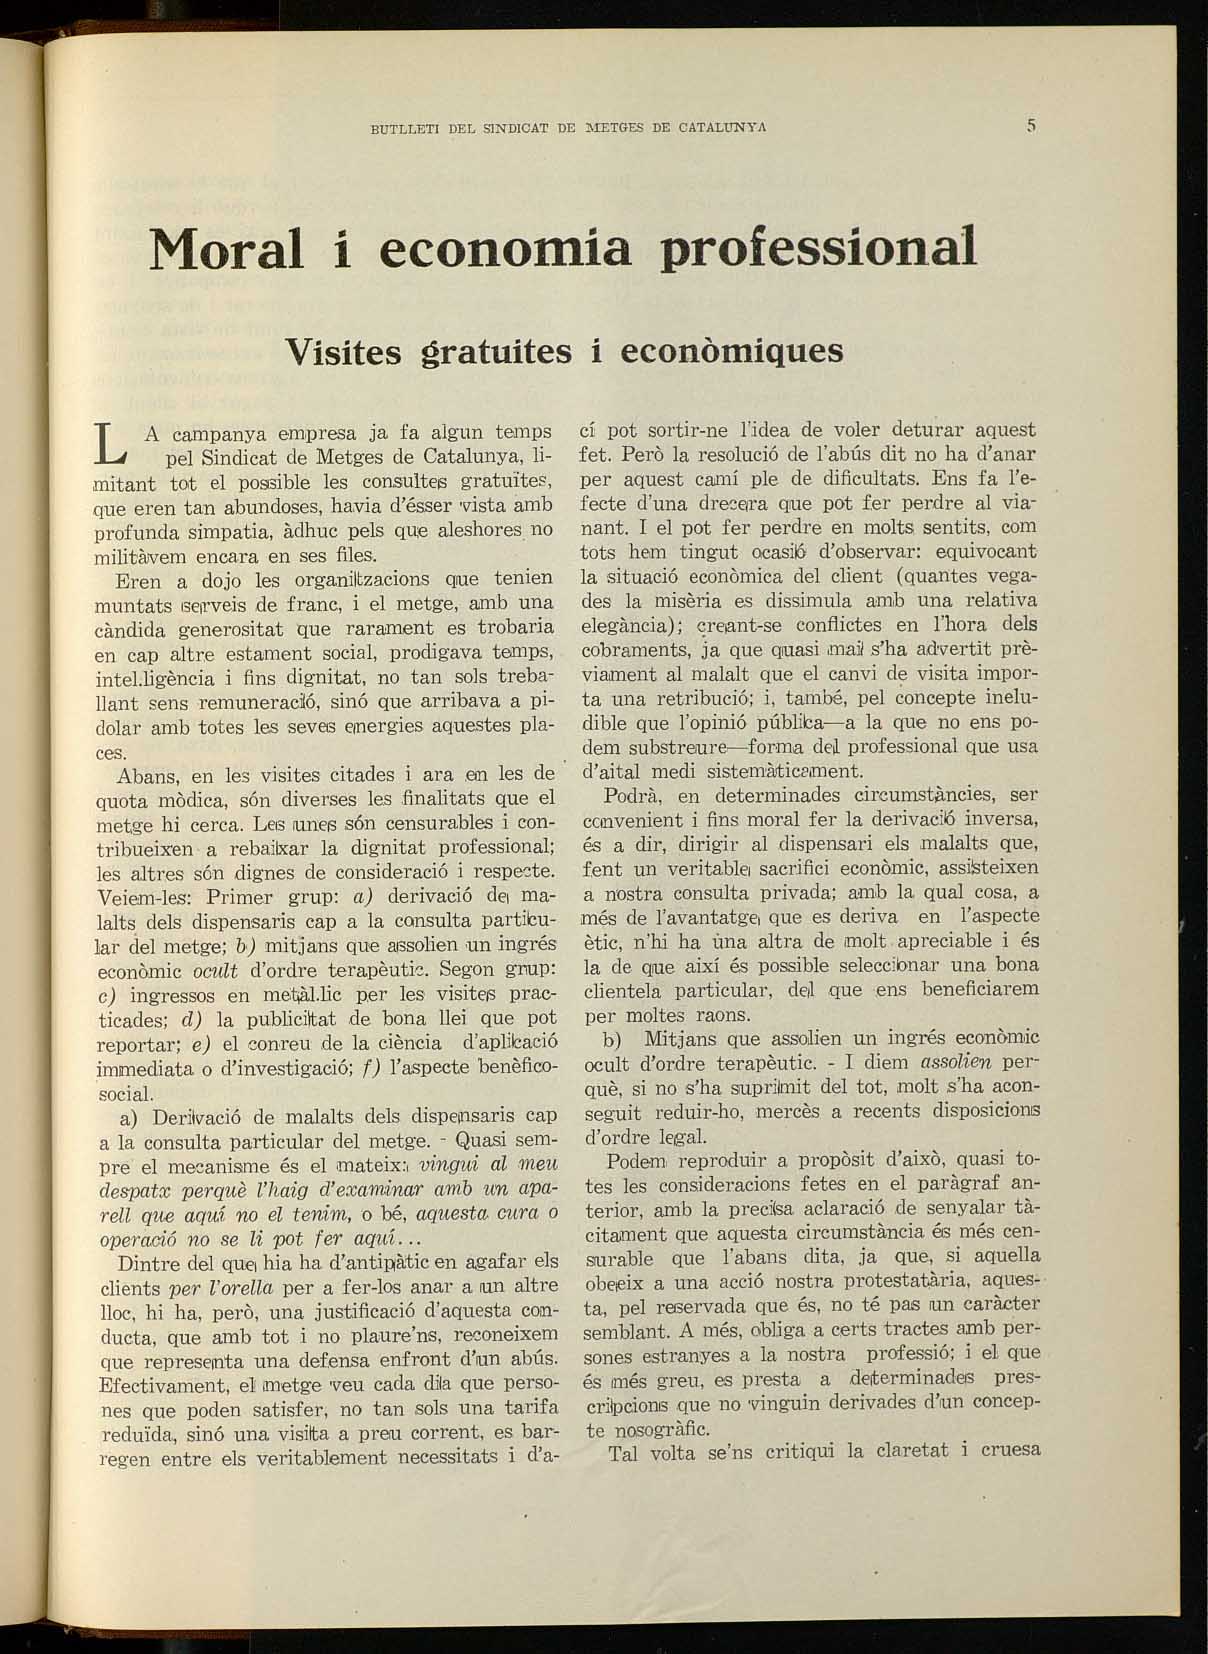 BUTLLETI DEL SINDICAT DE METGES DE CATALUNYA 5
Moral i economia professional
Visites gratuites i econòmiques
LA campanya empresa ja fa algun temps
pel Sindicat de Metges de Catalunya, li-
mitant tot el possible les consultes gratuïtes,
que eren tan abundoses, havia d'ésser vista amb
profunda simpatia, àdhuc pels que aleshores no
militàvem encara en ses files.
Eren a dojo les organitzacions que tenien
muntats serveis de franc, i el metge, amb una
càndida generositat que rarament es trobaria
en cap altre estament social, prodigava temps,
intel.ligència i fins dignitat, no tan sols treba-
llant sens remuneració, sinó que arribava a pi-
dolar amb totes les seves energies aquestes pla-
ces.
Abans, en les visites citades i ara en les de
quota mòdica, són diverses les finalitats que el
metge hi cerca. Les unes són censurables i con-
tribueixen a rebaixar la dignitat professional;
les altres són dignes de consideració i respecte.
Veiem-les: Primer grup: a) derivació de ma-
lalts dels dispensaris cap a la consulta particu-
lar del metge; b) mitjans que assolien un ingrés
econòmic ocult d'ordre terapèutic. Segon grup:
c) ingressos en metàl.lic per les visites prac-
ticades; d) la publicitat de bona llei que pot
reportar; e) el conreu de la ciència d'aplicació
immediata o d'investigació; f) l'aspecte benèfico-
social.
a) Derivació de malalts dels dispensaris cap
a la consulta particular del metge. - Quasi sem-
pre el mecanisme és el mateix: vingui al meu
despatx perquè l'haig d'examinar amb un apa-
rell que aquí no el tenim, o bé, aquesta cura o
operació no se li pot fer aquí...
Dintre del que hia ha d'antipàtic en agafar els
clients per l'orella per a fer-los anar a un altre
lloc, hi ha, però, una justificació d'aquesta con-
ducta, que amb tot i no plaure'ns, reconeixem
que representa una defensa enfront d'un abús.
Efectivament, el metge veu cada dia que perso-
nes que poden satisfer, no tan sols una tarifa
reduïda, sinó una visita a preu corrent, es bar-
regen entre els veritablement necessitats i d'a-
cí pot sortir-ne l'idea de voler deturar aquest
fet. Però la resolució de l'abús dit no ha d'anar
per aquest camí ple de dificultats. Ens fa l'e-
fecte d'una drecera que pot fer perdre al via-
nant. I el pot fer perdre en molts sentits, com
tots hem tingut ocasió d'observar: equivocant
la situació econòmica del client (quantes vega-
des la misèria es dissimula amb una relativa
elegància); creant-se conflictes en l'hora dels
cobraments, ja que quasi mai s'ha advertit prè-
viament al malalt que el canvi de visita impor-
ta una retribució; i, també, pel concepte inelu-
dible que l'opinió pública—a la que no ens po-
dem substreure—forma del professional que usa
d'aital medi sistemàticament.
Podrà, en determinades circumstàncies, ser
convenient i fins moral fer la derivació inversa,
és a dir, dirigir al dispensari els malalts que,
fent un veritable sacrifici econòmic, assisteixen
a nostra consulta privada; amb la qual cosa, a
més de l'avantatge que es deriva en l'aspecte
ètic, n'hi ha una altra de molt apreciable i és
la de que així és possible seleccionar una bona
clientela particular, del que ens beneficiarem
per moltes raons.
b) Mitjans que assolien un ingrés econòmic
ocult d'ordre terapèutic. - I diem assolien per-
què, si no s'ha suprimit del tot, molt s'ha acon-
seguit reduir-ho, mercès a recents disposicions
d'ordre legal.
Podem reproduir a propòsit d'això, quasi to-
tes les consideracions fetes en el paràgraf an-
terior, amb la precisa aclaració de senyalar tà-
citament que aquesta circumstància és més cen-
surable que l'abans dita, ja que, si aquella
obeeix a una acció nostra protestatària, aques-
ta, pel reservada que és, no té pas un caràcter
semblant. A més, obliga a certs tractes amb per-
sones estranyes a la nostra professió; i el que
és més greu, es presta a determinades pres-
cripcions que no vinguin derivades d'un concep-
te nosogràfic.
Tal volta se'ns critiqui la claretat i cruesa